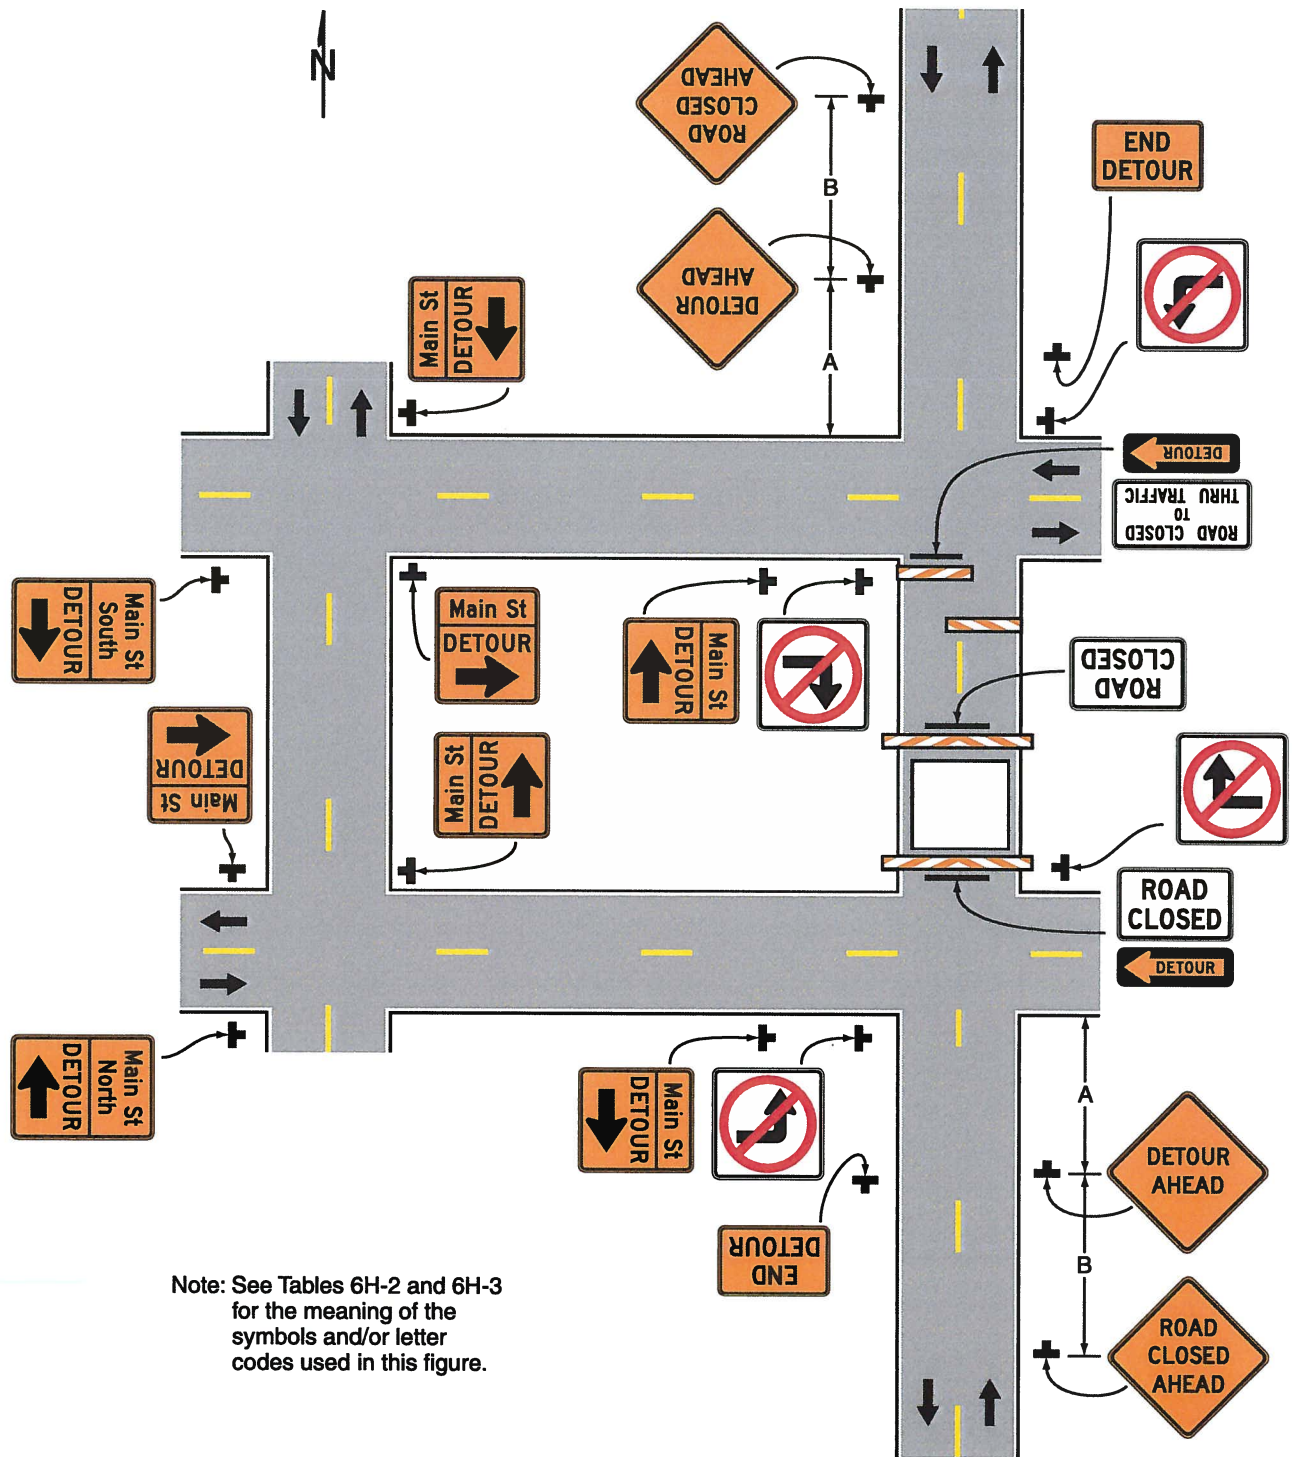 N
ROAD
CLOSED
AHEAD
B
DETOUR
AHEAD
A
END
DETOUR
Main St
DETOUR
DETOUR
ROAD CLOSED
TO
THRU TRAFFIC
Main St
South
DETOUR
Main St
DETOUR
Main St
DETOUR
ROAD
CLOSED
Main St
DETOUR
Main St
DETOUR
ROAD
CLOSED
DETOUR
Main St
North
DETOUR
Main St
DETOUR
A
DETOUR
AHEAD
END
DETOUR
B
ROAD
CLOSED
AHEAD
Note: See Tables 6H-2 and 6H-3
for the meaning of the
symbols and/or letter
codes used in this figure.